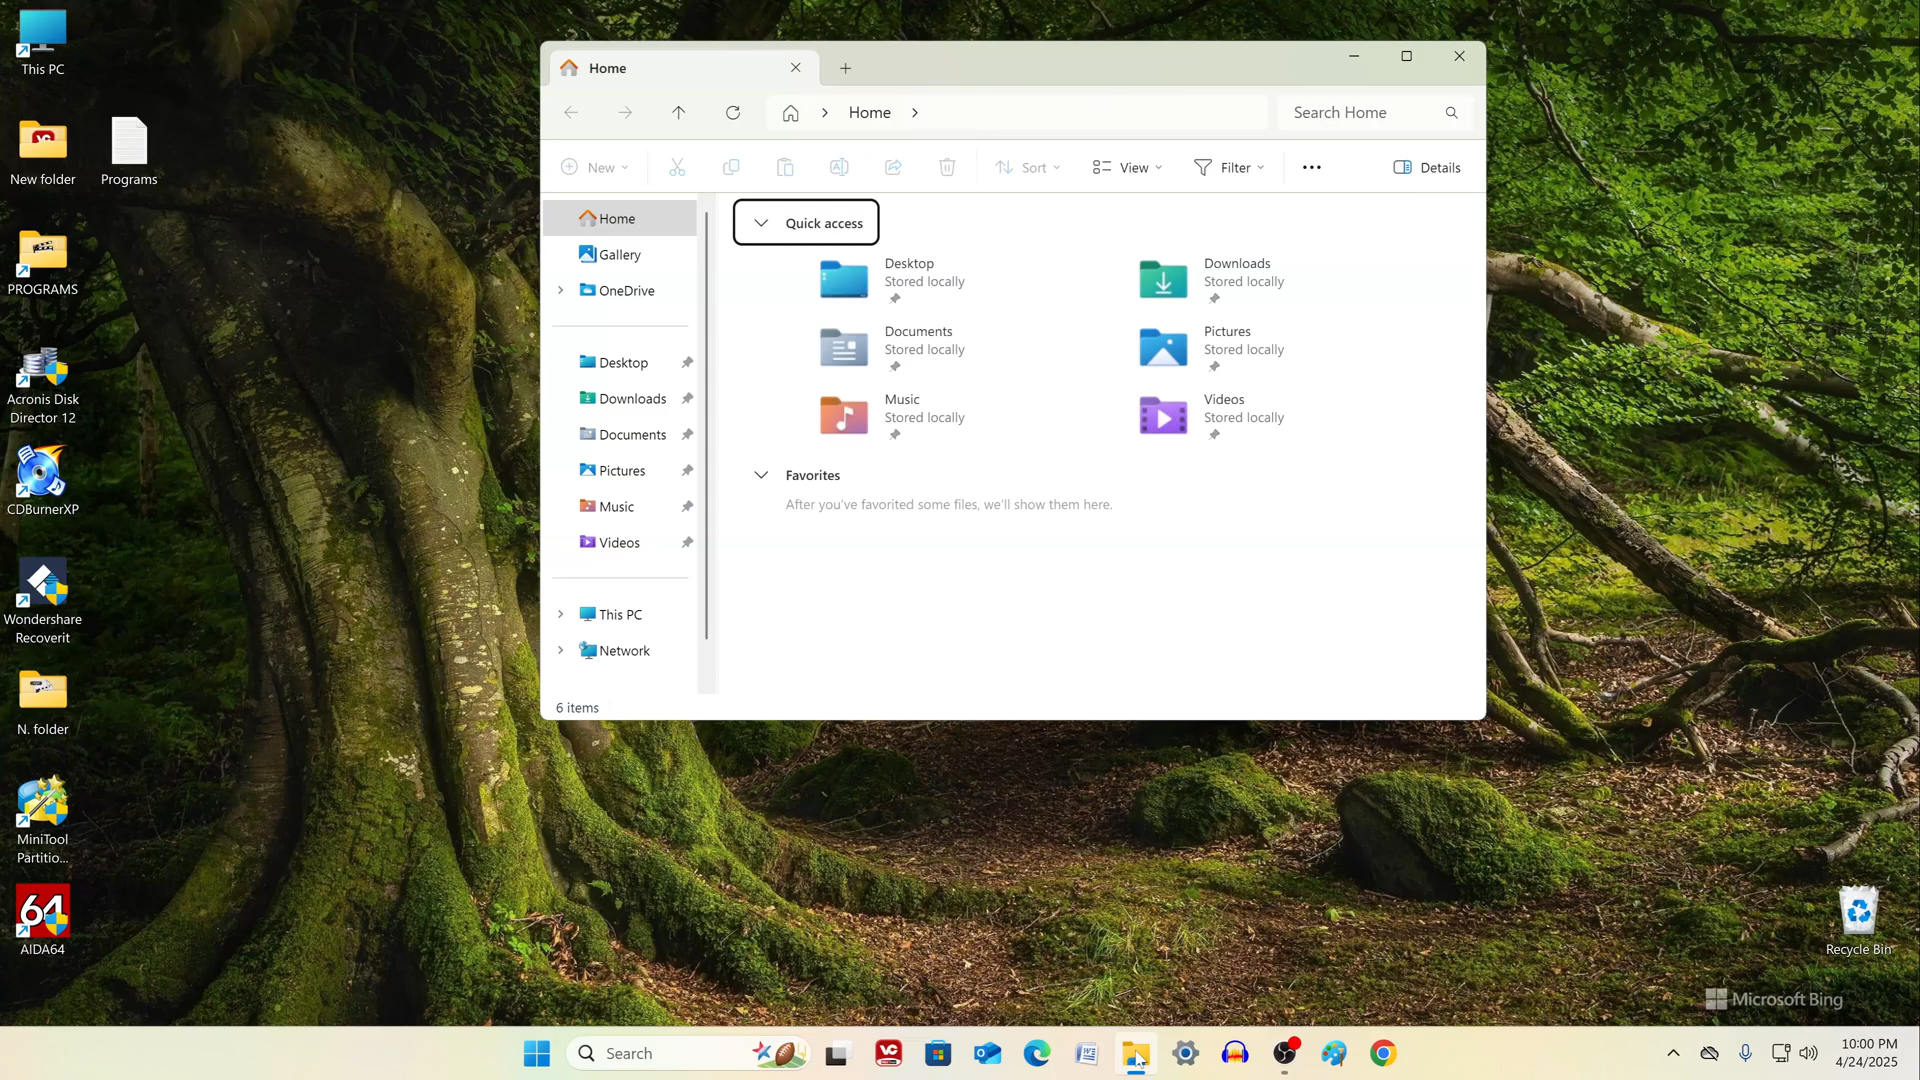 This PC
New folder
Programs
PROGRAMS
Acronis Disk
Director 12
CDBurnerXP
Wondershare
Recoverit
N. folder
MiniTool
Partitio...
64
AIDA64
Home
Home
Search Home
New
Sort
View
Filter
Details
Home
Gallery
OneDrive
Desktop
Downloads
Documents
Pictures
Music
Videos
This PC
Network
Quick access
Desktop
Stored locally
Downloads
Stored locally
Documents
Stored locally
Pictures
Stored locally
Music
Stored locally
Videos
Stored locally
Favorites
After you've favorited some files, we'll show them here.
6 items
Recycle Bin
Microsoft Bing
Search
10:00 PM
4/24/2025